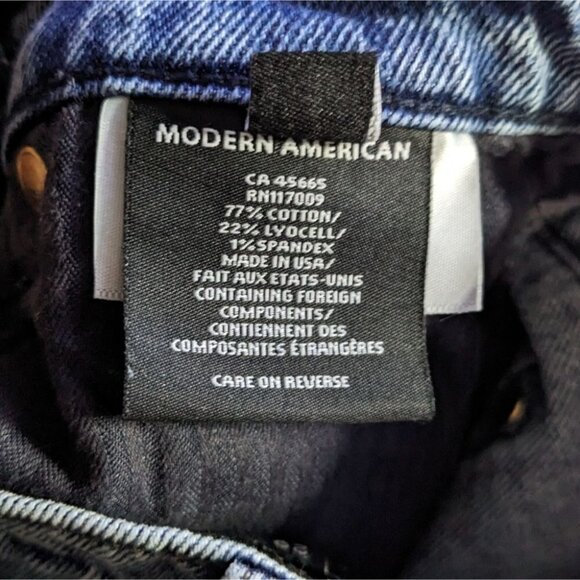 MODERN AMERICAN
CA 45665
RN117009
77% COTTON/
22% LYOCELL/
1% SPANDEX
MADE IN USA/
FAIT AUX ETATS-UNIS
CONTAINING FOREIGN
COMPONENTS/
CONTIENNENT DES
COMPOSANTES ÉTRANGÈRES
CARE ON REVERSE